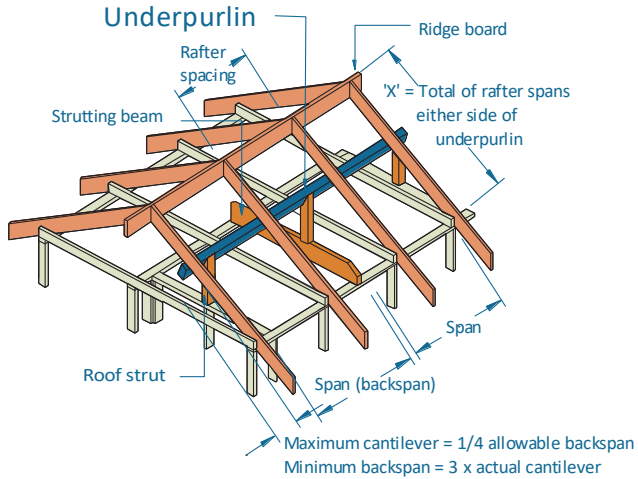 Underpurlin
Ridge board
Rafter
spacing
'X' = Total of rafter spans
either side of
underpurlin
Strutting beam
Span
Roof strut
Span (backspan)
Maximum cantilever = 1/4 allowable backspan
Minimum backspan = 3 x actual cantilever